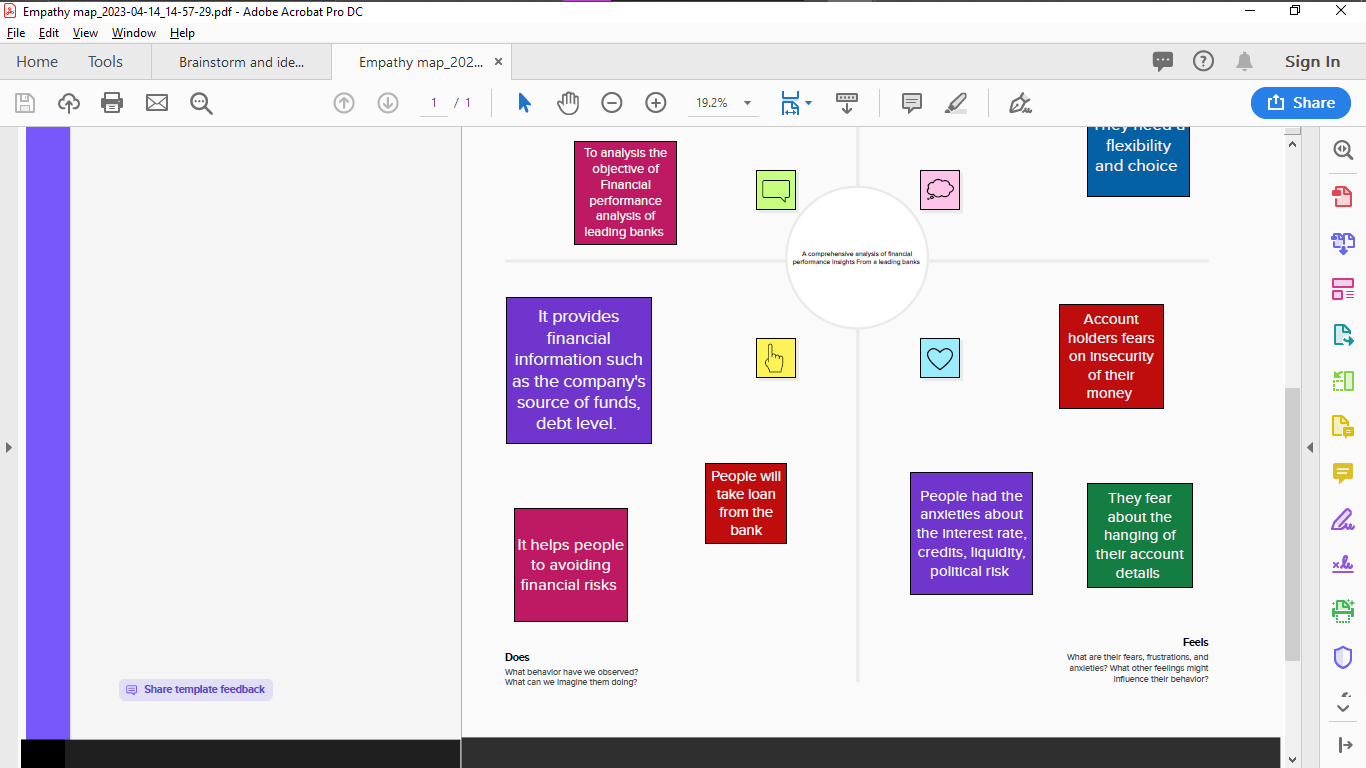 Empathy map_2023-04-14_14-57-29.pdf - Adobe Acrobat Pro DC
File Edit View Window Help
Home Tools Brainstorm and ide... Empathy map_202... Sign In
1 / 1 19.2% Share
To analysis the
objective of
Financial
performance
analysis of
leading banks
They need a
flexibility
and choice
A comprehensive analysis of financial
performance Insights From a leading banks
It provides
financial
information such
as the company's
source of funds,
debt level.
Account
holders fears
on insecurity
of their
money
People will
take loan
from the
bank
It helps people
to avoiding
financial risks
People had the
anxieties about
the interest rate,
credits, liquidity,
political risk
They fear
about the
hanging of
their account
details
Does
What behavior have we observed?
What can we imagine them doing?
Feels
What are their fears, frustrations, and
anxieties? What other feelings might
influence their behavior?
Share template feedback